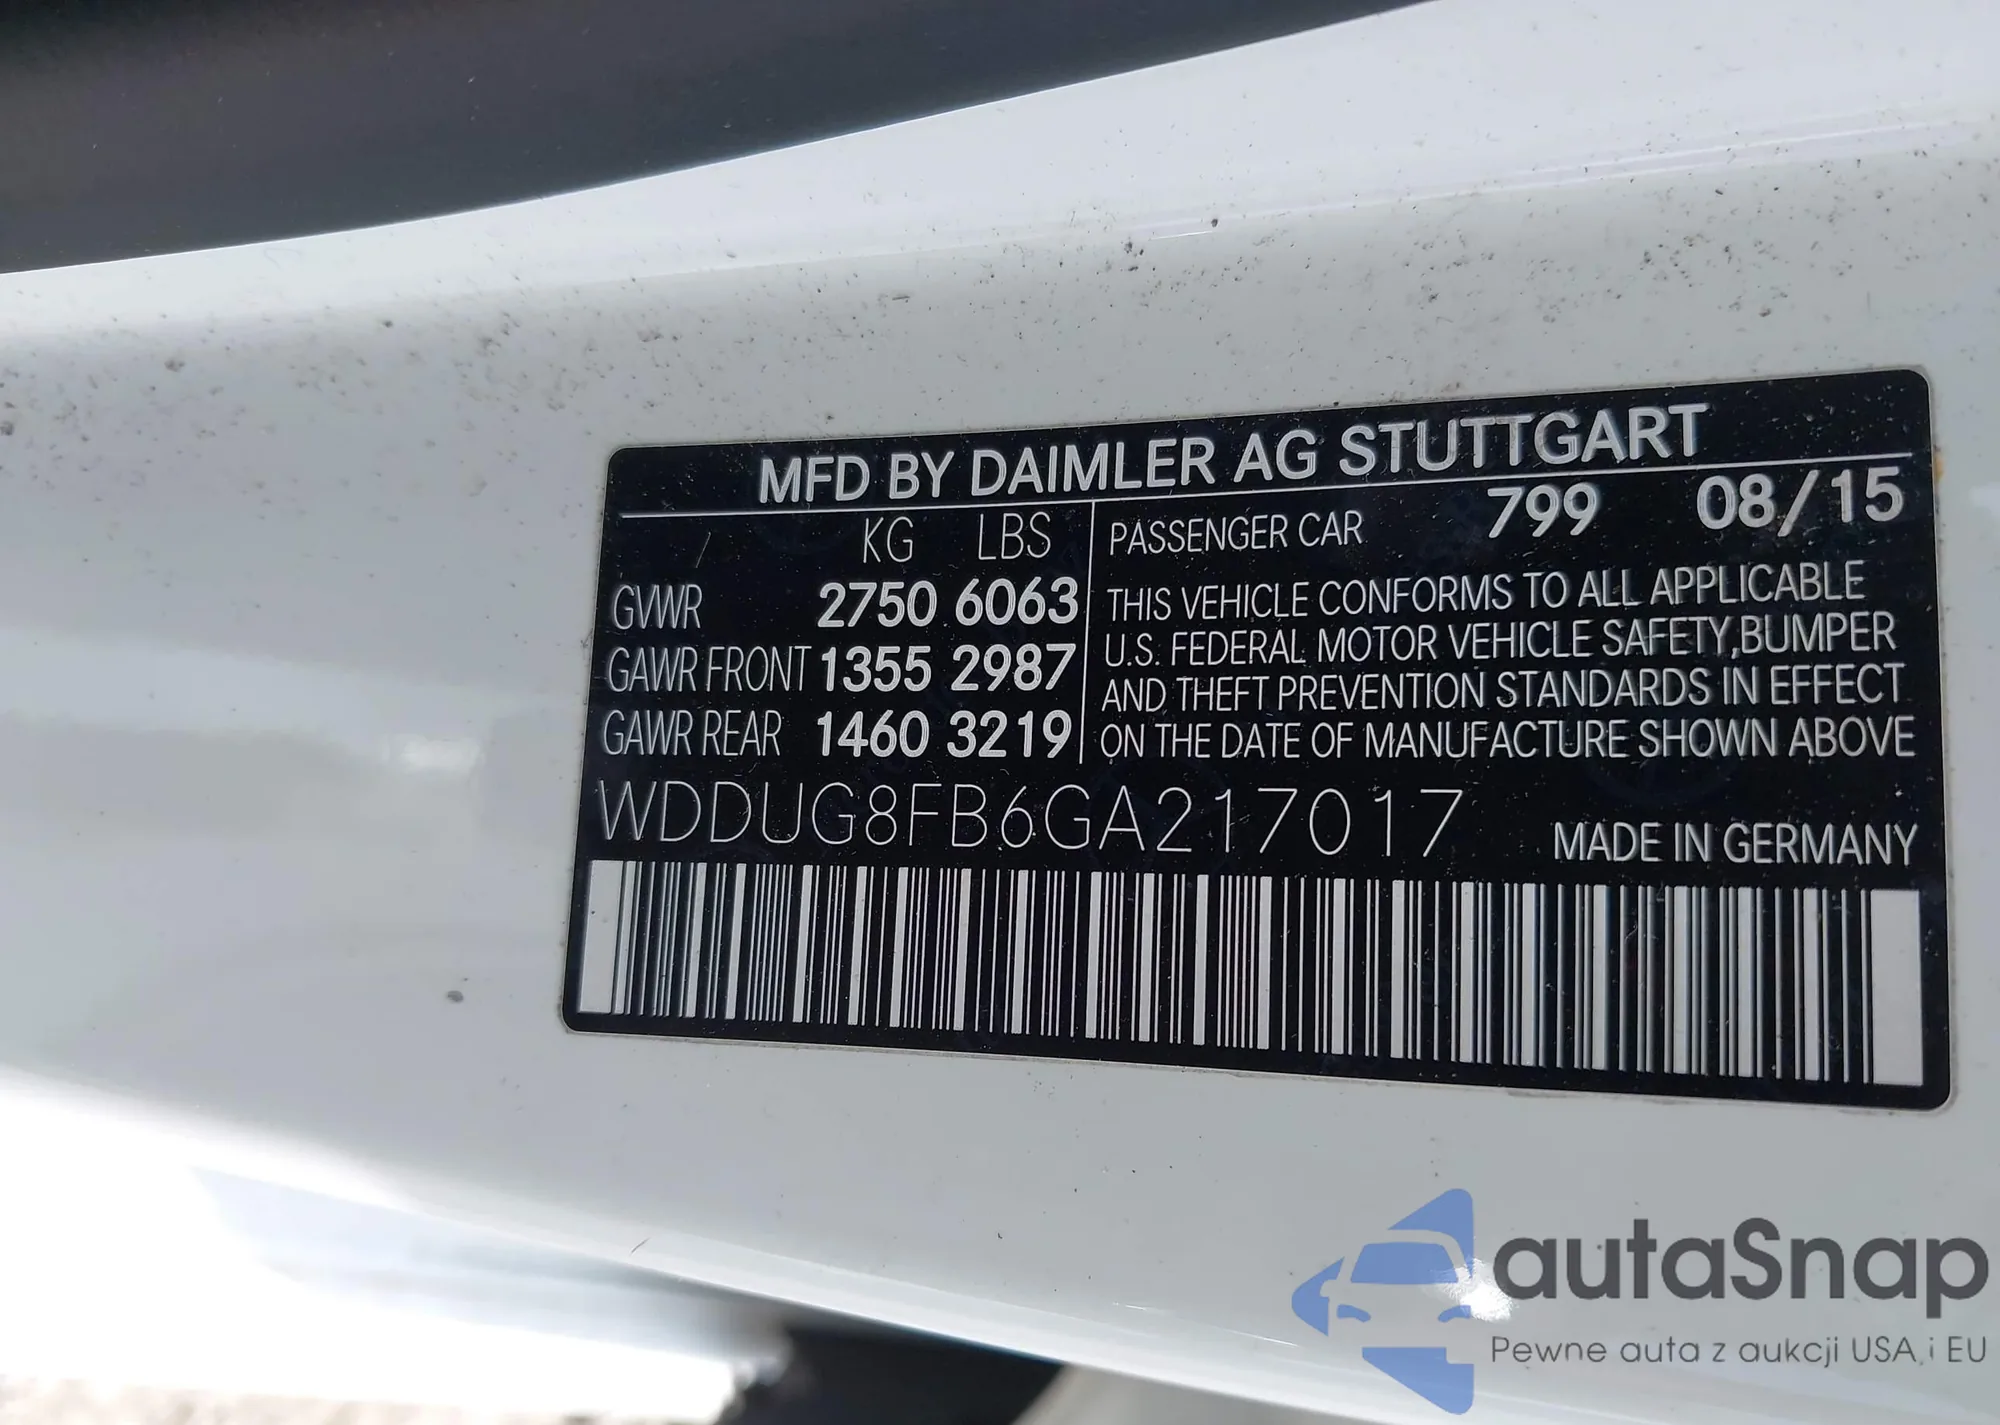 MFD BY DAIMLER AG STUTTGART
KG LBS
PASSENGER CAR 799 08/15
GVWR 2750 6063
GAWR FRONT 1355 2987
GAWR REAR 1460 3219
THIS VEHICLE CONFORMS TO ALL APPLICABLE
U.S. FEDERAL MOTOR VEHICLE SAFETY,BUMPER
AND THEFT PREVENTION STANDARDS IN EFFECT
ON THE DATE OF MANUFACTURE SHOWN ABOVE
WDDUG8FB6GA217017
MADE IN GERMANY
autaSnap
Pewne auta z aukcji USA i EU